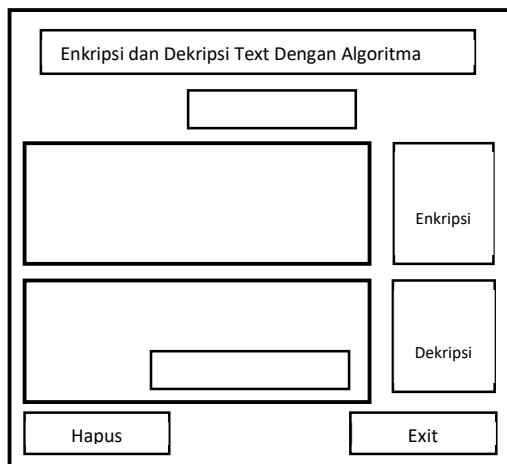 Enkripsi dan Dekripsi Text Dengan Algoritma
Enkripsi
Dekripsi
Hapus
Exit